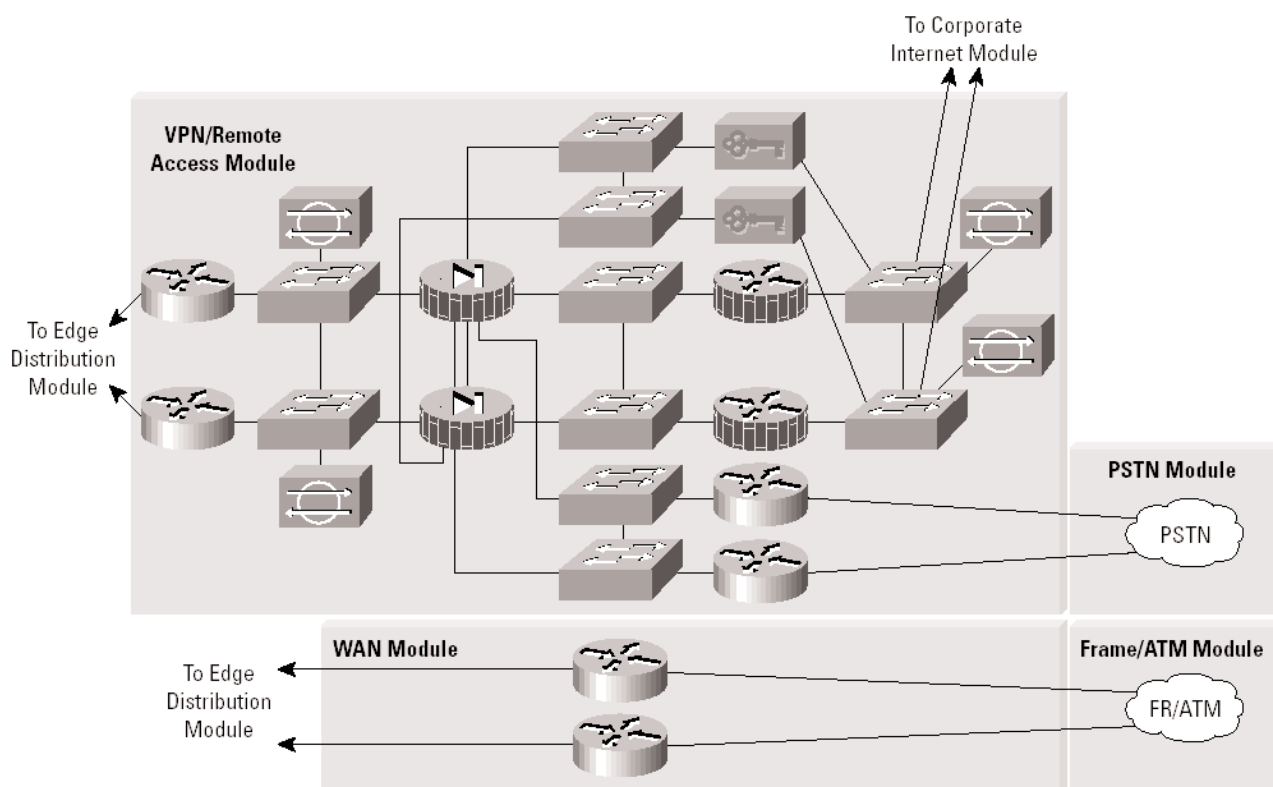 To Corporate
Internet Module
VPN/Remote
Access Module
To Edge
Distribution
Module
PSTN Module
PSTN
WAN Module
Frame/ATM Module
To Edge
Distribution
Module
FR/ATM